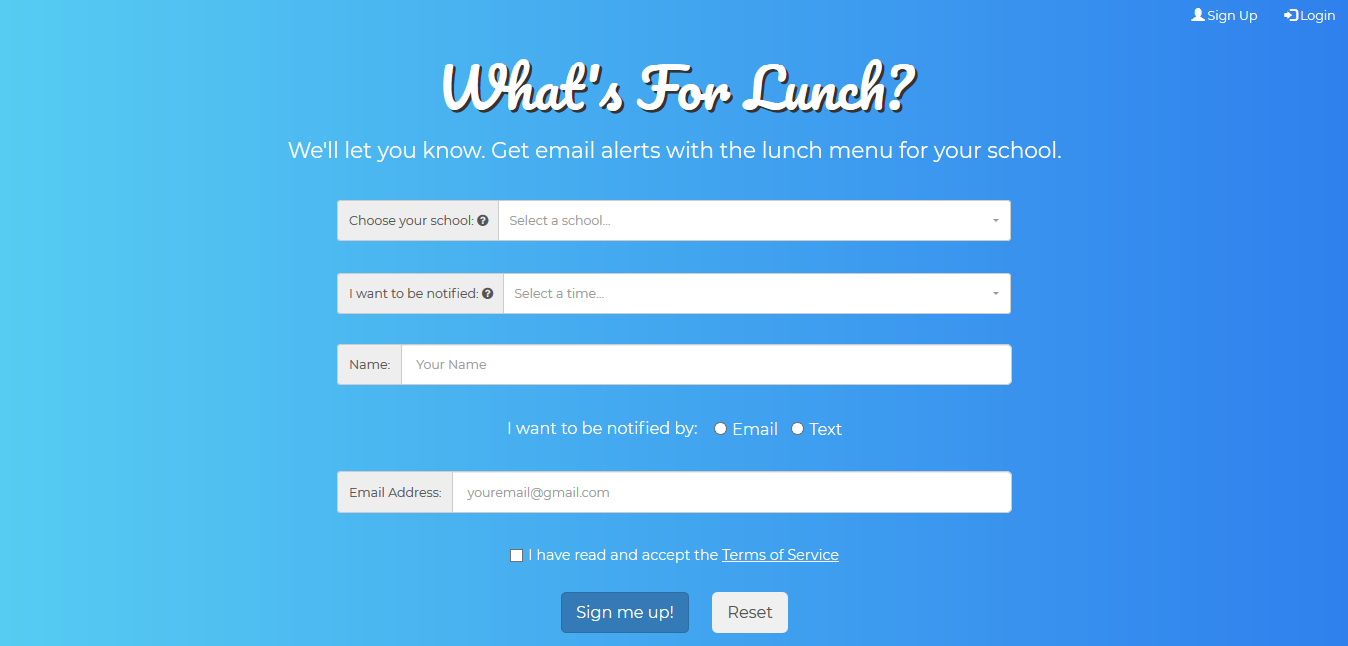 Sign Up Login
What's For Lunch?
We'll let you know. Get email alerts with the lunch menu for your school.
Choose your school: Select a school...
I want to be notified: Select a time...
Name: Your Name
I want to be notified by: Email Text
Email Address: youremail@gmail.com
I have read and accept the Terms of Service
Sign me up! Reset